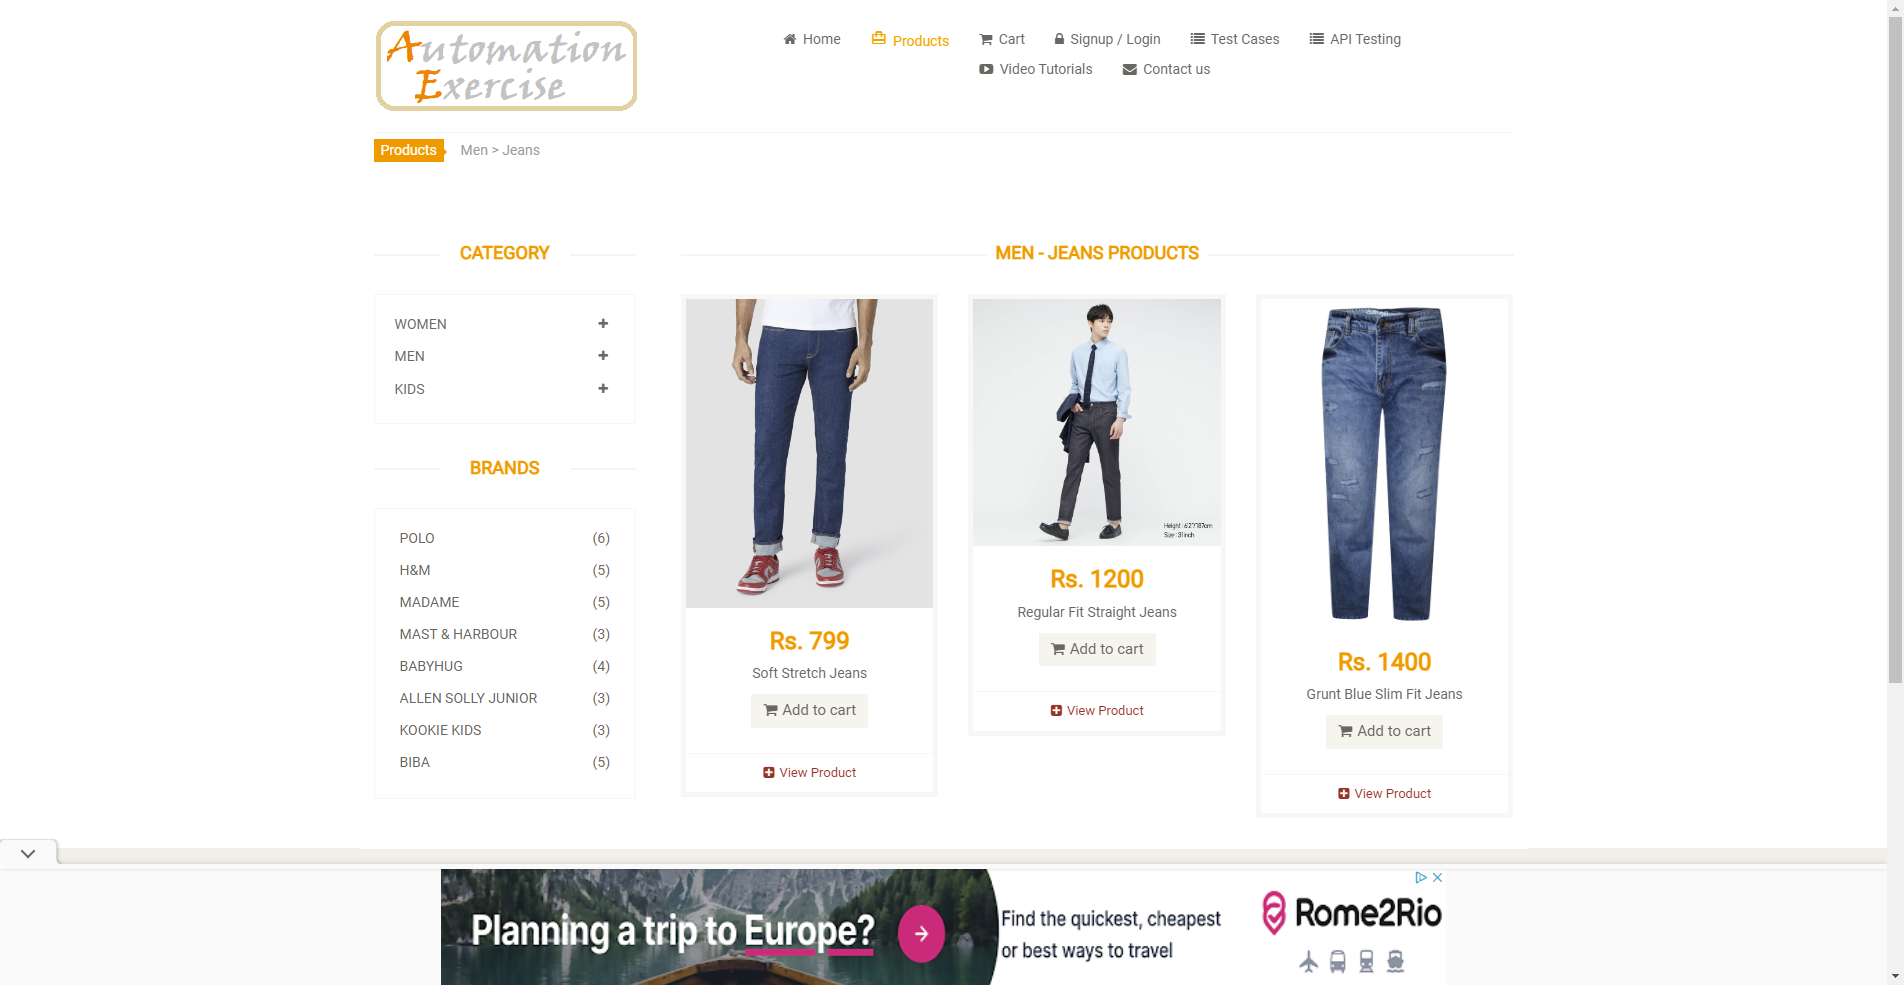 Automation
Exercise
Home
Products
Cart
Signup / Login
Test Cases
API Testing
Video Tutorials
Contact us
Products
Men > Jeans
CATEGORY
WOMEN
MEN
KIDS
BRANDS
POLO (6)
H&M (5)
MADAME (5)
MAST & HARBOUR (3)
BABYHUG (4)
ALLEN SOLLY JUNIOR (3)
KOOKIE KIDS (3)
BIBA (5)
MEN - JEANS PRODUCTS
Rs. 799
Soft Stretch Jeans
Add to cart
View Product
Height : 6'2"/187cm
Size : 31inch
Rs. 1200
Regular Fit Straight Jeans
Add to cart
View Product
Rs. 1400
Grunt Blue Slim Fit Jeans
Add to cart
View Product
Planning a trip to Europe?
Find the quickest, cheapest
or best ways to travel
Rome2Rio